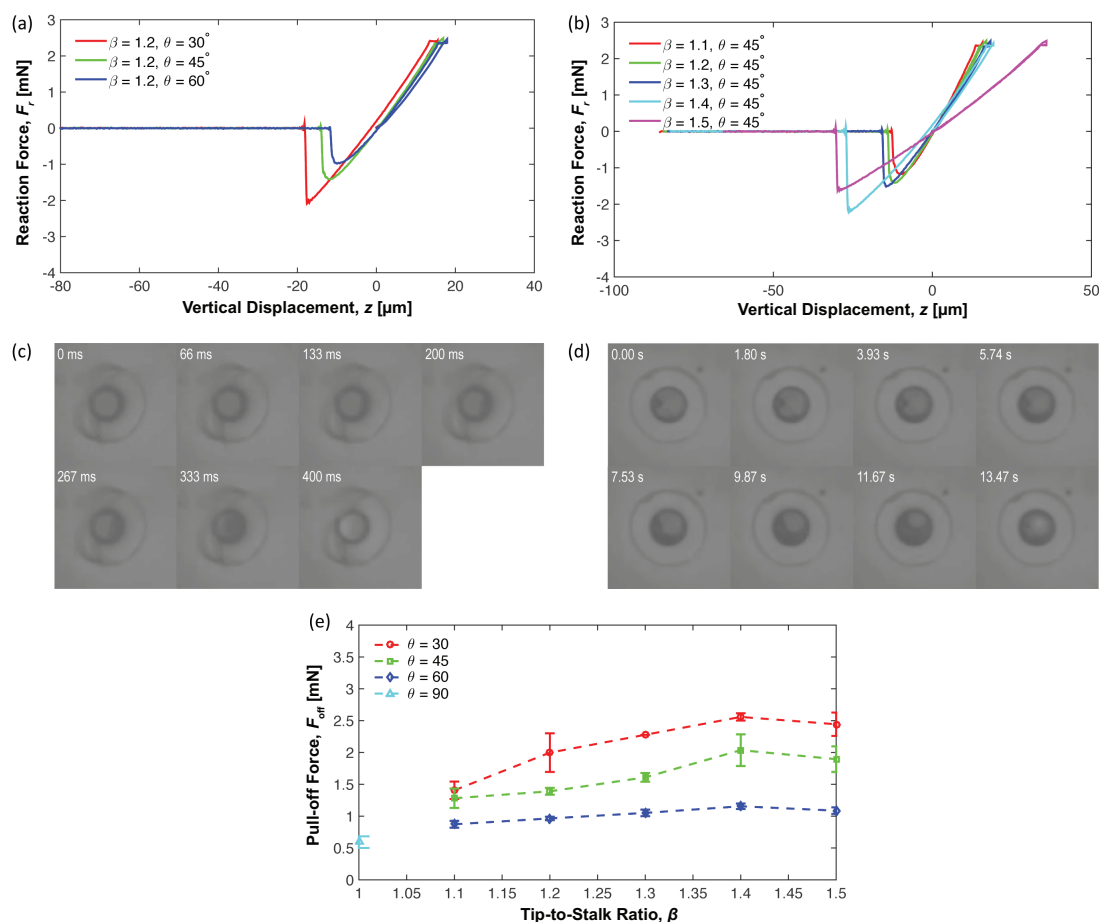 (a)
β = 1.2, θ = 30°
β = 1.2, θ = 45°
β = 1.2, θ = 60°
3
2
1
0
-1
-2
-3
-4
Reaction Force, Fr [mN]
-80 -60 -40 -20 0 20 40
Vertical Displacement, z [µm]
(b)
β = 1.1, θ = 45°
β = 1.2, θ = 45°
β = 1.3, θ = 45°
β = 1.4, θ = 45°
β = 1.5, θ = 45°
3
2
1
0
-1
-2
-3
-4
Reaction Force, Fr [mN]
-100 -50 0 50
Vertical Displacement, z [µm]
(c)
0 ms 66 ms 133 ms 200 ms
267 ms 333 ms 400 ms
(d)
0.00 s 1.80 s 3.93 s 5.74 s
7.53 s 9.87 s 11.67 s 13.47 s
(e)
θ = 30
θ = 45
θ = 60
θ = 90
4
3.5
3
2.5
2
1.5
1
0.5
0
Pull-off Force, Foff [mN]
1 1.05 1.1 1.15 1.2 1.25 1.3 1.35 1.4 1.45 1.5
Tip-to-Stalk Ratio, β